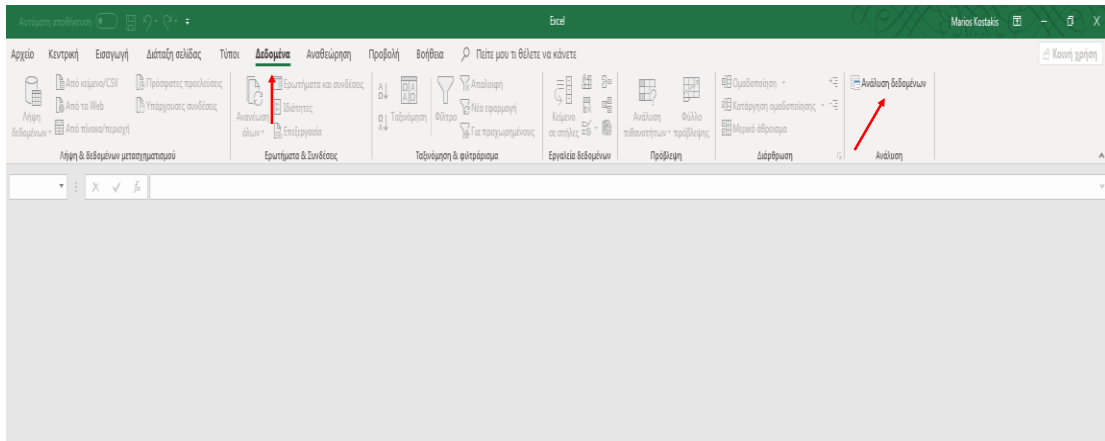 Αυτόματη αποθήκευση Excel Marios Kostakis
Αρχείο Κεντρική Εισαγωγή Διάταξη σελίδας Τύποι Δεδομένα Αναθεώρηση Προβολή Βοήθεια Πείτε μου τι θέλετε να κάνετε Κοινή χρήση
Λήψη δεδομένων
Από κείμενο/CSV
Από το Web
Από πίνακα/περιοχή
Πρόσφατες προελεύσεις
Υπάρχουσες συνδέσεις
Λήψη & δεδομένων μετασχηματισμού
Ανανέωση
όλων
Ερωτήματα και συνδέσεις
Ιδιότητες
Επεξεργασία
Ερωτήματα & Συνδέσεις
Ταξινόμηση
Φίλτρο
Απαλοιφή
Νέα εφαρμογή
Για προχωρημένους
Ταξινόμηση & φιλτράρισμα
Κείμενο
σε στήλες
Εργαλεία δεδομένων
Ανάλυση
πιθανοτήτων
Φύλλο
πρόβλεψης
Πρόβλεψη
Ομαδοποίηση
Κατάργηση ομαδοποίησης
Μερικό άθροισμα
Διάρθρωση
Ανάλυση δεδομένων
Ανάλυση
fx